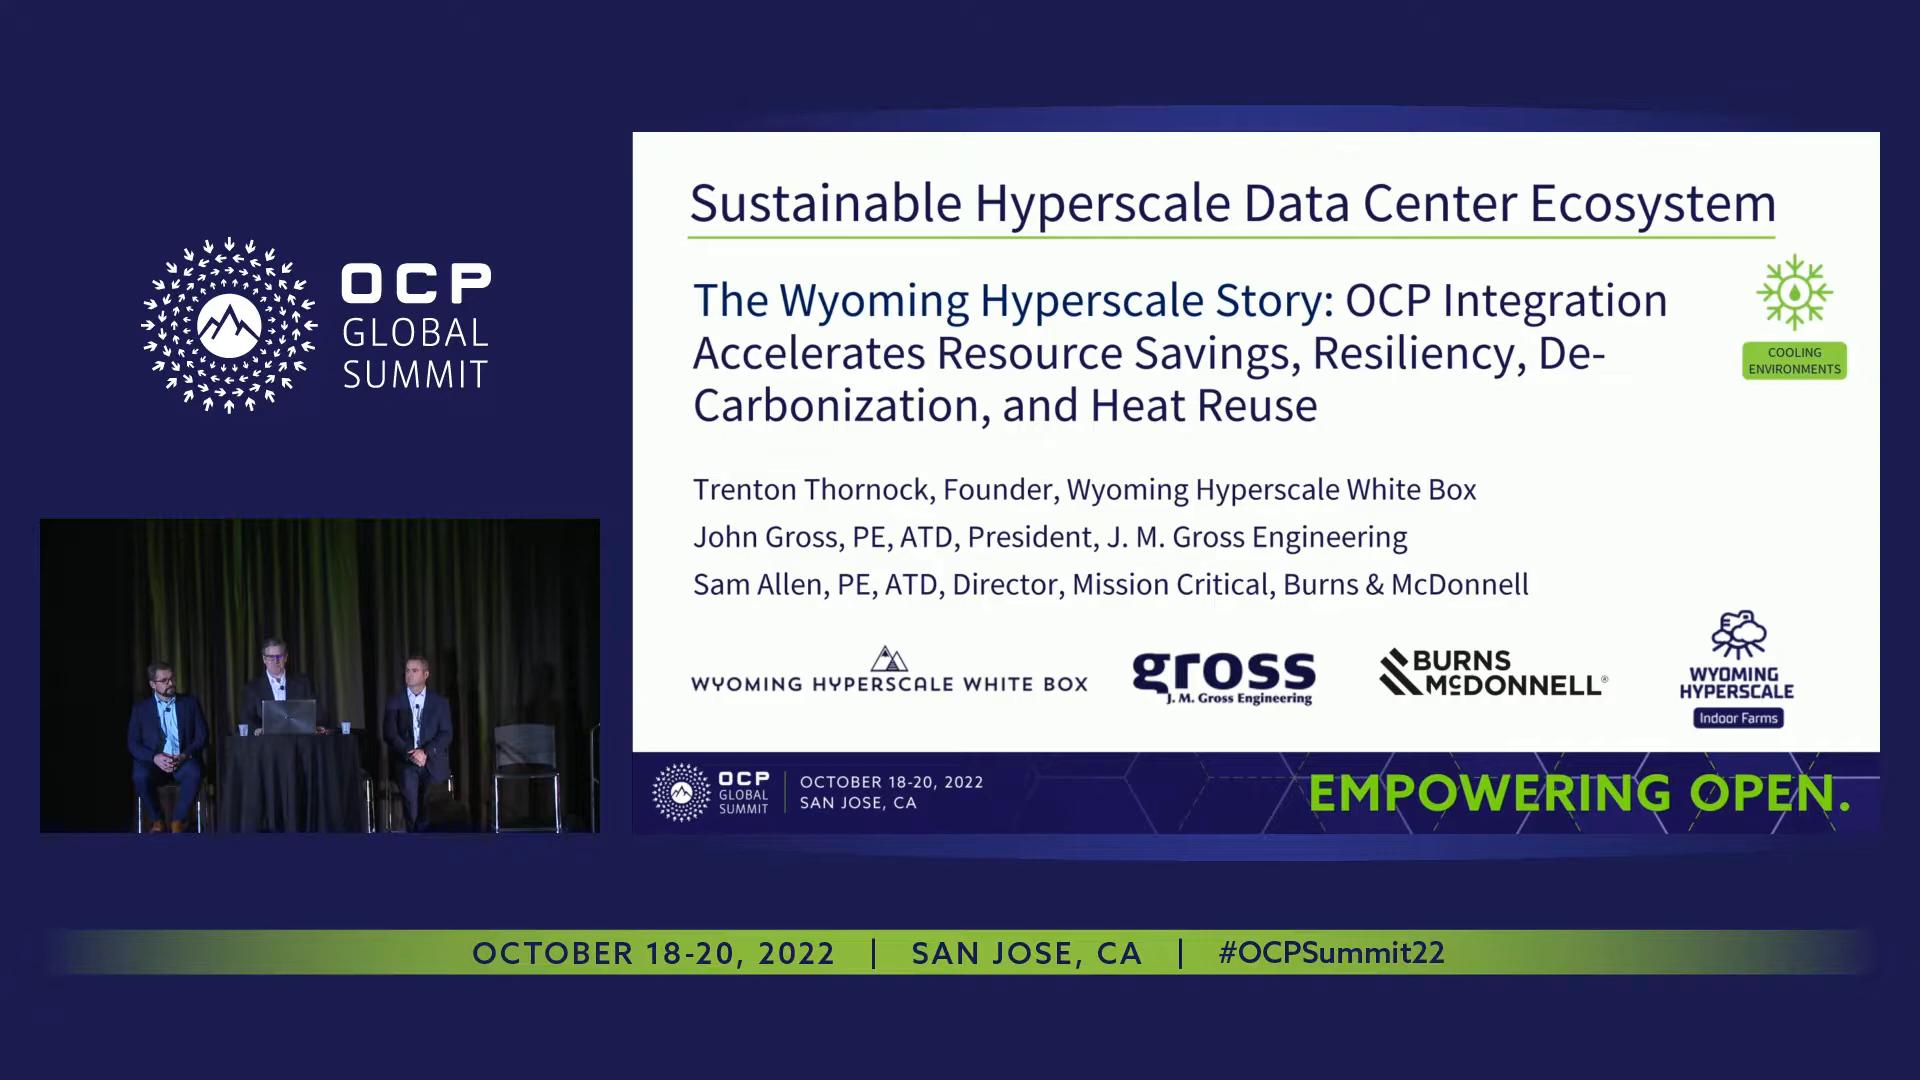 OCP
GLOBAL
SUMMIT
Sustainable Hyperscale Data Center Ecosystem
The Wyoming Hyperscale Story: OCP Integration
Accelerates Resource Savings, Resiliency, De-
Carbonization, and Heat Reuse
COOLING
ENVIRONMENTS
Trenton Thornock, Founder, Wyoming Hyperscale White Box
John Gross, PE, ATD, President, J. M. Gross Engineering
Sam Allen, PE, ATD, Director, Mission Critical, Burns & McDonnell
WYOMING HYPERSCALE WHITE BOX
gross
J. M. Gross Engineering
BURNS
McDONNELL®
WYOMING
HYPERSCALE
Indoor Farms
OCP
GLOBAL
SUMMIT
OCTOBER 18-20, 2022
SAN JOSE, CA
EMPOWERING OPEN.
OCTOBER 18-20, 2022 | SAN JOSE, CA | #OCPSummit22